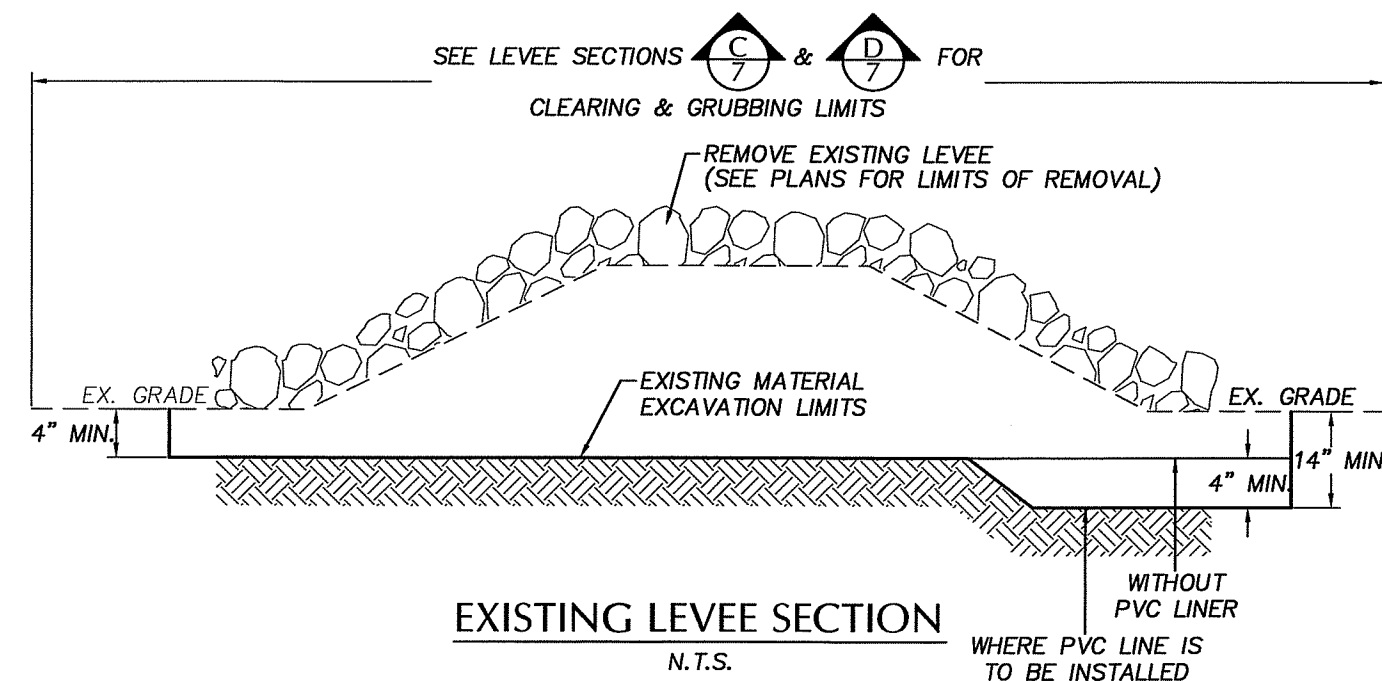 SEE LEVEE SECTIONS C/7 & D/7 FOR
CLEARING & GRUBBING LIMITS
REMOVE EXISTING LEVEE
(SEE PLANS FOR LIMITS OF REMOVAL)
EX. GRADE
4" MIN.
EXISTING MATERIAL
EXCAVATION LIMITS
EX. GRADE
14" MIN
4" MIN.
WITHOUT
PVC LINER
EXISTING LEVEE SECTION
N.T.S.
WHERE PVC LINE IS
TO BE INSTALLED